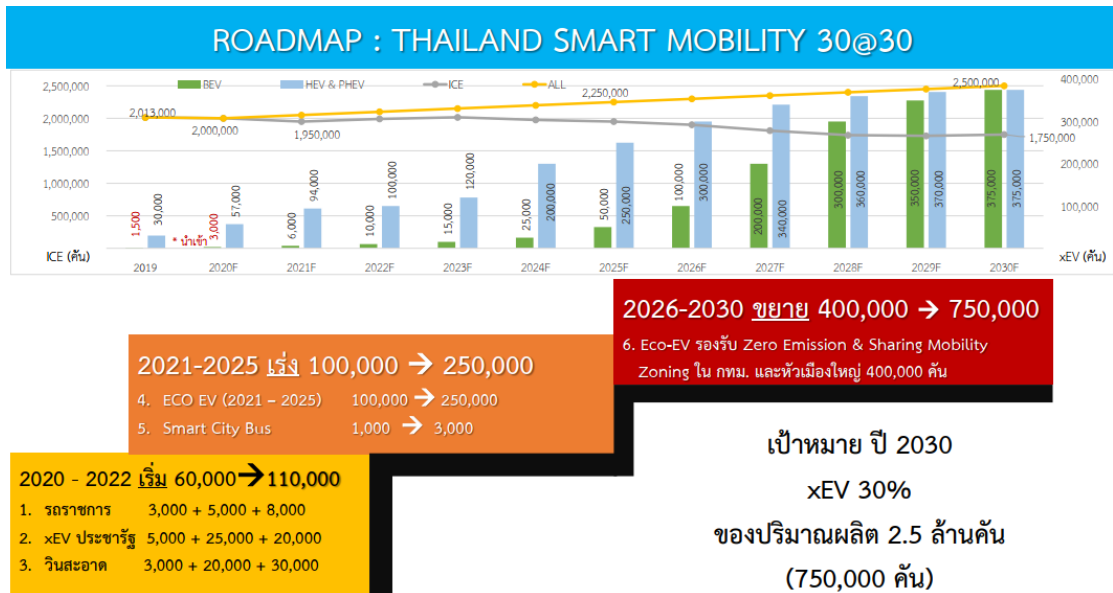 ROADMAP : THAILAND SMART MOBILITY 30@30
BEV HEV & PHEV ICE ALL
2,500,000
2,000,000
1,500,000
1,000,000
500,000
ICE (คัน)
400,000
300,000
200,000
100,000
xEV (คัน)
2,013,000
2,000,000
1,950,000
2,250,000
2,500,000
1,750,000
1,500 30,000
* นำเข้า
3,000 57,000
6,000 94,000
10,000 100,000
15,000 120,000
25,000 200,000
50,000 250,000
100,000 300,000
200,000 340,000
300,000 360,000
350,000 370,000
375,000 375,000
2019 2020F 2021F 2022F 2023F 2024F 2025F 2026F 2027F 2028F 2029F 2030F
2026-2030 ขยาย 400,000 → 750,000
6. Eco-EV รองรับ Zero Emission & Sharing Mobility
Zoning ใน กทม. และหัวเมืองใหญ่ 400,000 คัน
2021-2025 เร่ง 100,000 → 250,000
4. ECO EV (2021 – 2025) 100,000 → 250,000
5. Smart City Bus 1,000 → 3,000
2020 - 2022 เริ่ม 60,000→110,000
1. รถราชการ 3,000 + 5,000 + 8,000
2. xEV ประชารัฐ 5,000 + 25,000 + 20,000
3. วินสะอาด 3,000 + 20,000 + 30,000
เป้าหมาย ปี 2030
xEV 30%
ของปริมาณผลิต 2.5 ล้านคัน
(750,000 คัน)